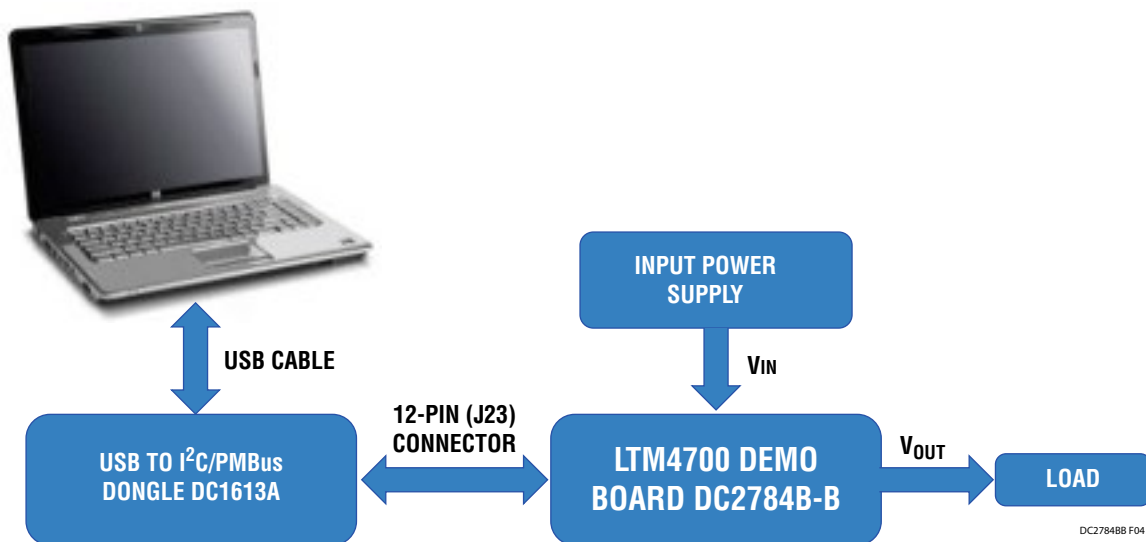 INPUT POWER
SUPPLY
USB CABLE
VIN
12-PIN (J23)
CONNECTOR
USB TO I²C/PMBus
DONGLE DC1613A
LTM4700 DEMO
BOARD DC2784B-B
VOUT
LOAD
DC2784BB F04